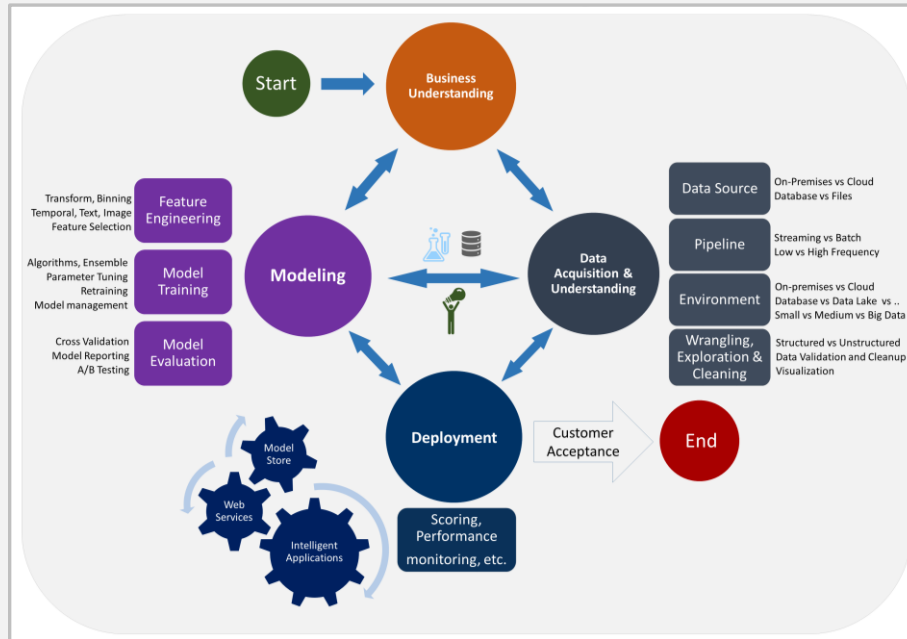 Start
Business
Understanding
Transform, Binning
Temporal, Text, Image
Feature Selection
Feature
Engineering
Algorithms, Ensemble
Parameter Tuning
Retraining
Model management
Model
Training
Cross Validation
Model Reporting
A/B Testing
Model
Evaluation
Modeling
Data
Acquisition &
Understanding
Data Source
On-Premises vs Cloud
Database vs Files
Pipeline
Streaming vs Batch
Low vs High Frequency
Environment
On-premises vs Cloud
Database vs Data Lake vs ..
Small vs Medium vs Big Data
Wrangling,
Exploration &
Cleaning
Structured vs Unstructured
Data Validation and Cleanup
Visualization
Deployment
Customer
Acceptance
End
Scoring,
Performance
monitoring, etc.
Model
Store
Web
Services
Intelligent
Applications